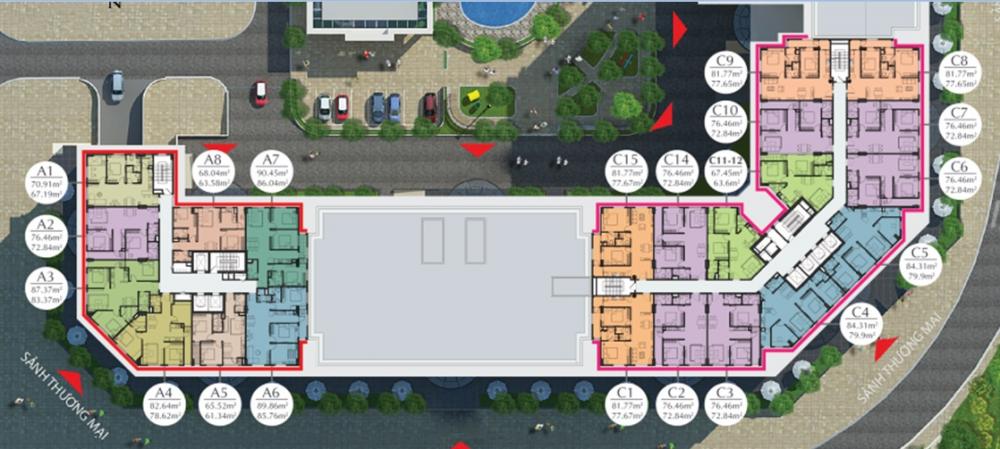 N
C9
81.77m²
77.65m²
C8
81.77m²
77.65m²
C10
76.46m²
72.84m²
C7
76.46m²
72.84m²
A1
70.91m²
67.19m²
A8
68.04m²
63.58m²
A7
90.45m²
86.04m²
C15
81.77m²
77.67m²
C14
76.46m²
72.84m²
C11-12
67.45m²
63.6m²
C6
76.46m²
72.84m²
A2
76.46m²
72.84m²
A3
87.37m²
83.37m²
C5
84.31m²
79.9m²
C4
84.31m²
79.9m²
SẢNH THƯƠNG MẠI
A4
82.64m²
78.62m²
A5
65.52m²
61.34m²
A6
89.86m²
85.76m²
C1
81.77m²
77.67m²
C2
76.46m²
72.84m²
C3
76.46m²
72.84m²
SẢNH THƯƠNG MẠI